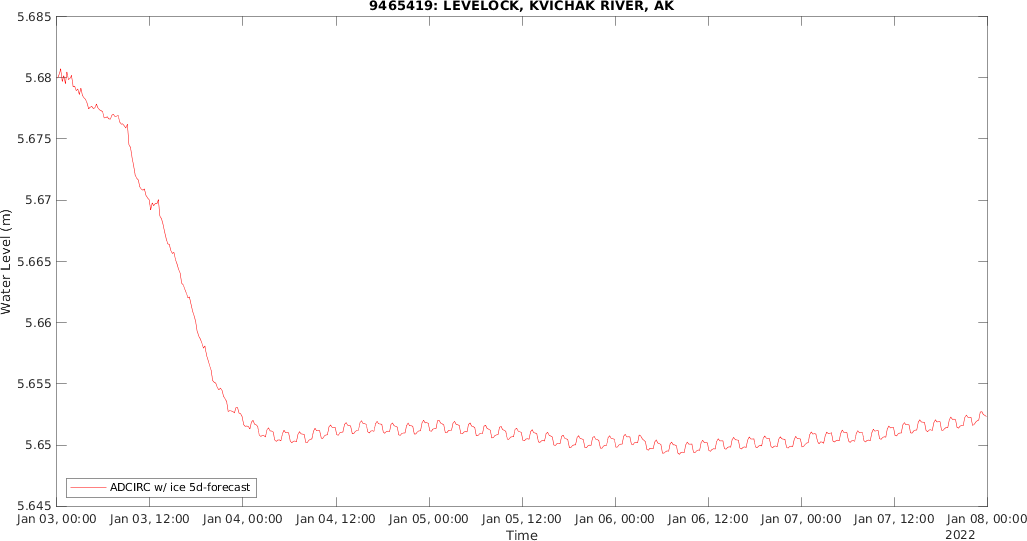 9465419: LEVELOCK, KVICHAK RIVER, AK
Water Level (m)
5.685
5.68
5.675
5.67
5.665
5.66
5.655
5.65
5.645
ADCIRC w/ ice 5d-forecast
Jan 03, 00:00 Jan 03, 12:00 Jan 04, 00:00 Jan 04, 12:00 Jan 05, 00:00 Jan 05, 12:00 Jan 06, 00:00 Jan 06, 12:00 Jan 07, 00:00 Jan 07, 12:00 Jan 08, 00:00
Time
2022